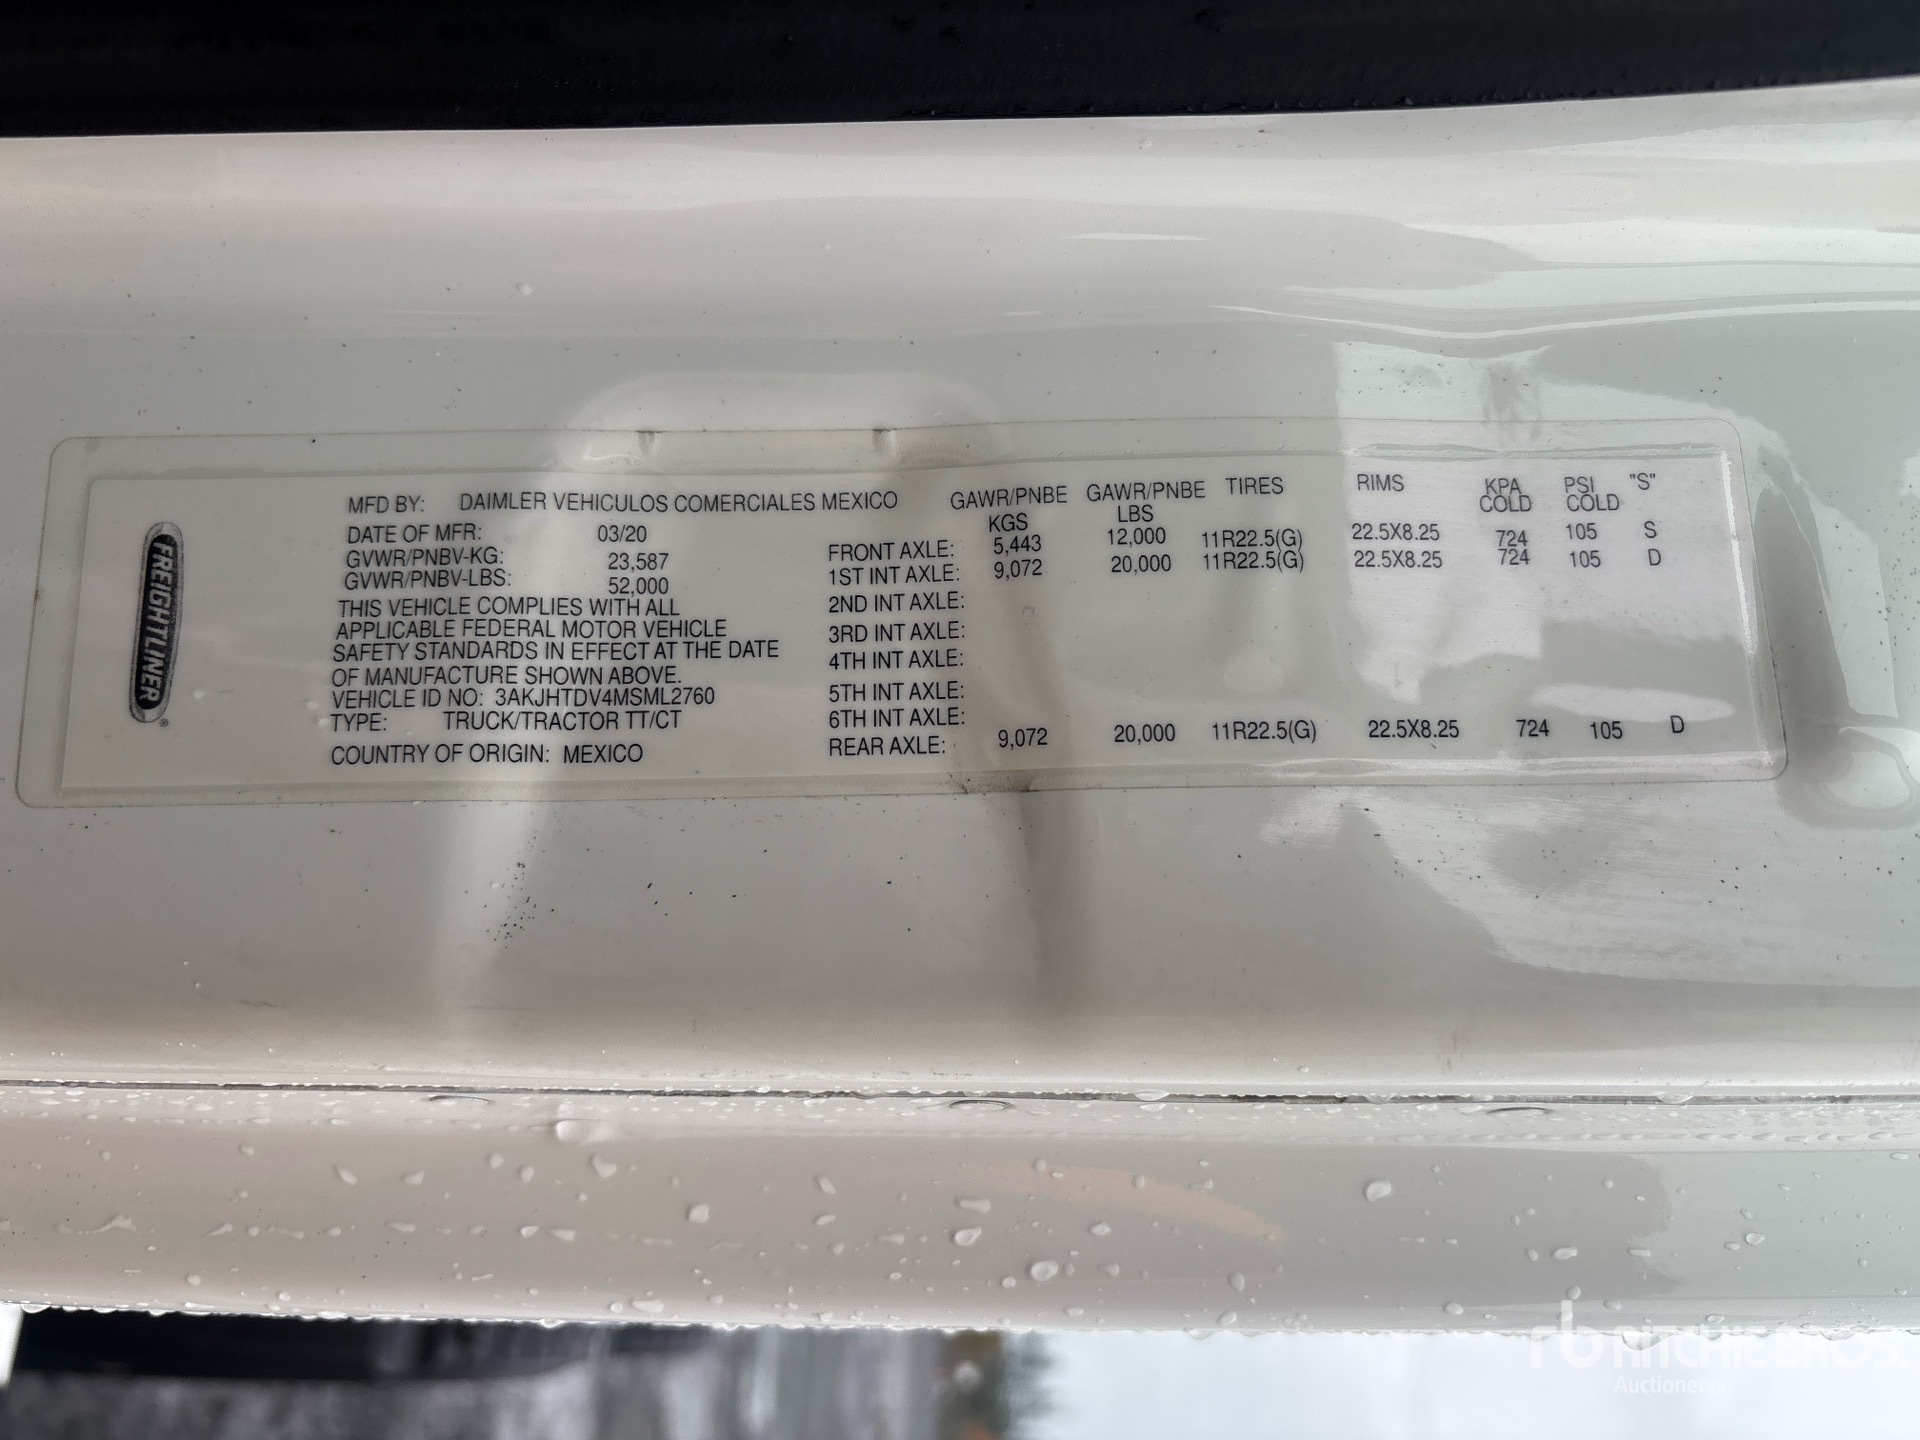 FREIGHTLINER®
MFD BY: DAIMLER VEHICULOS COMERCIALES MEXICO
DATE OF MFR: 03/20
GVWR/PNBV-KG: 23,587
GVWR/PNBV-LBS: 52,000
THIS VEHICLE COMPLIES WITH ALL
APPLICABLE FEDERAL MOTOR VEHICLE
SAFETY STANDARDS IN EFFECT AT THE DATE
OF MANUFACTURE SHOWN ABOVE.
VEHICLE ID NO: 3AKJHTDV4MSML2760
TYPE: TRUCK/TRACTOR TT/CT
COUNTRY OF ORIGIN: MEXICO
GAWR/PNBE GAWR/PNBE TIRES RIMS KPA PSI "S"
KGS LBS COLD COLD
FRONT AXLE: 5,443 12,000 11R22.5(G) 22.5X8.25 724 105 S
1ST INT AXLE: 9,072 20,000 11R22.5(G) 22.5X8.25 724 105 D
2ND INT AXLE:
3RD INT AXLE:
4TH INT AXLE:
5TH INT AXLE:
6TH INT AXLE:
REAR AXLE: 9,072 20,000 11R22.5(G) 22.5X8.25 724 105 D
rb RITCHIE BROS.
Auctioneers